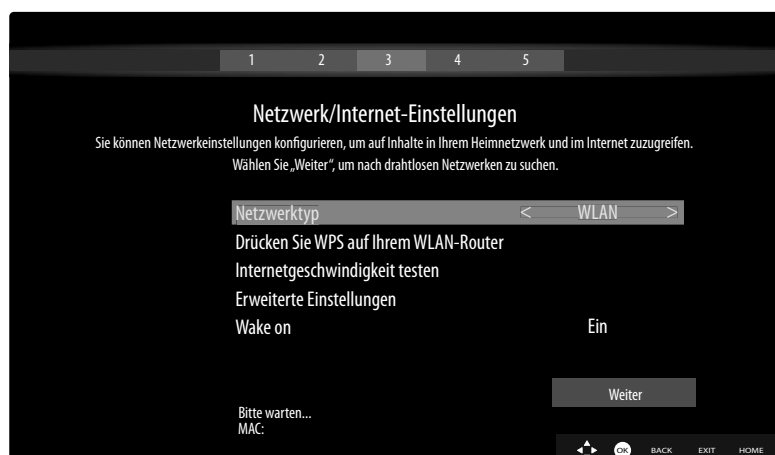 1 2 3 4 5
Netzwerk/Internet-Einstellungen
Sie können Netzwerkeinstellungen konfigurieren, um auf Inhalte in Ihrem Heimnetzwerk und im Internet zuzugreifen.
Wählen Sie „Weiter“, um nach drahtlosen Netzwerken zu suchen.
Netzwerktyp < WLAN >
Drücken Sie WPS auf Ihrem WLAN-Router
Internetgeschwindigkeit testen
Erweiterte Einstellungen
Wake on Ein
Weiter
Bitte warten...
MAC:
OK BACK EXIT HOME